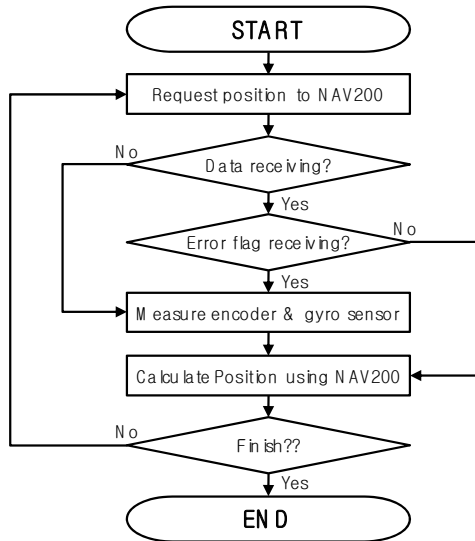 START
Request position to NAV200
No
Data receiving?
Yes
No
Error flag receiving?
Yes
Measure encoder & gyro sensor
Calculate Position using NAV200
No
Finish??
Yes
END